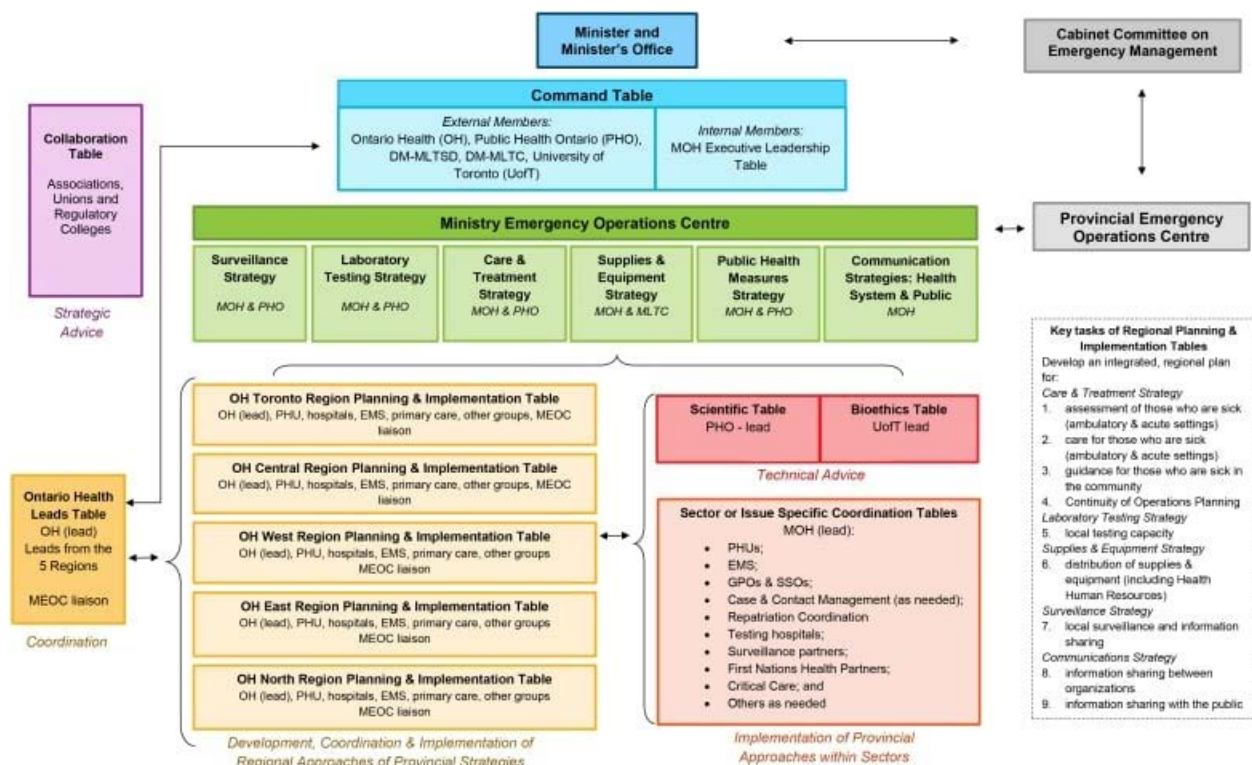 Minister and
Minister's Office
Cabinet Committee on
Emergency Management
Command Table
External Members:
Ontario Health (OH), Public Health Ontario (PHO),
DM-MLTSD, DM-MLTC, University of
Toronto (UofT)
Internal Members:
MOH Executive Leadership
Table
Collaboration
Table
Associations,
Unions and
Regulatory
Colleges
Strategic
Advice
Ministry Emergency Operations Centre
Provincial Emergency
Operations Centre
Surveillance
Strategy
MOH & PHO
Laboratory
Testing Strategy
MOH & PHO
Care &
Treatment
Strategy
MOH & PHO
Supplies &
Equipment
Strategy
MOH & MLTC
Public Health
Measures
Strategy
MOH & PHO
Communication
Strategies: Health
System & Public
MOH
Ontario Health
Leads Table
OH (lead)
Leads from the
5 Regions
MEOC liaison
Coordination
OH Toronto Region Planning & Implementation Table
OH (lead), PHU, hospitals, EMS, primary care, other groups, MEOC
liaison
OH Central Region Planning & Implementation Table
OH (lead), PHU, hospitals, EMS, primary care, other groups, MEOC
liaison
OH West Region Planning & Implementation Table
OH (lead), PHU, hospitals, EMS, primary care, other groups
MEOC liaison
OH East Region Planning & Implementation Table
OH (lead), PHU, hospitals, EMS, primary care, other groups
MEOC liaison
OH North Region Planning & Implementation Table
OH (lead), PHU, hospitals, EMS, primary care, other groups
MEOC liaison
Development, Coordination & Implementation of
Regional Approaches of Provincial Strategies
Scientific Table
PHO - lead
Bioethics Table
UofT lead
Technical Advice
Sector or Issue Specific Coordination Tables
MOH (lead):
• PHUs;
• EMS;
• GPOs & SSOs;
• Case & Contact Management (as needed);
• Repatriation Coordination
• Testing hospitals;
• Surveillance partners;
• First Nations Health Partners;
• Critical Care; and
• Others as needed
Implementation of Provincial
Approaches within Sectors
Key tasks of Regional Planning &
Implementation Tables
Develop an integrated, regional plan
for:
Care & Treatment Strategy
1. assessment of those who are sick
(ambulatory & acute settings)
2. care for those who are sick
(ambulatory & acute settings)
3. guidance for those who are sick in
the community
4. Continuity of Operations Planning
Laboratory Testing Strategy
5. local testing capacity
Supplies & Equipment Strategy
6. distribution of supplies &
equipment (including Health
Human Resources)
Surveillance Strategy
7. local surveillance and information
sharing
Communications Strategy
8. information sharing between
organizations
9. information sharing with the public